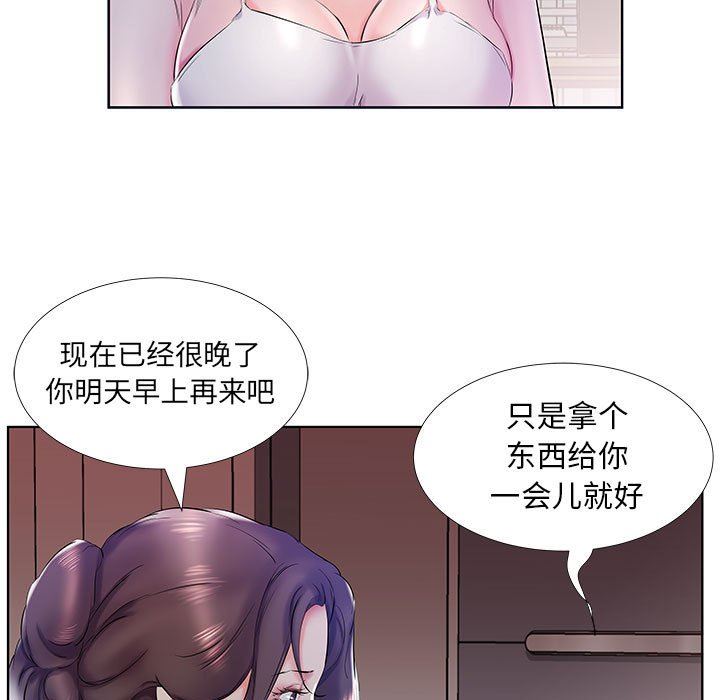 现在已经很晚了
你明天早上再来吧
只是拿个
东西给你
一会儿就好